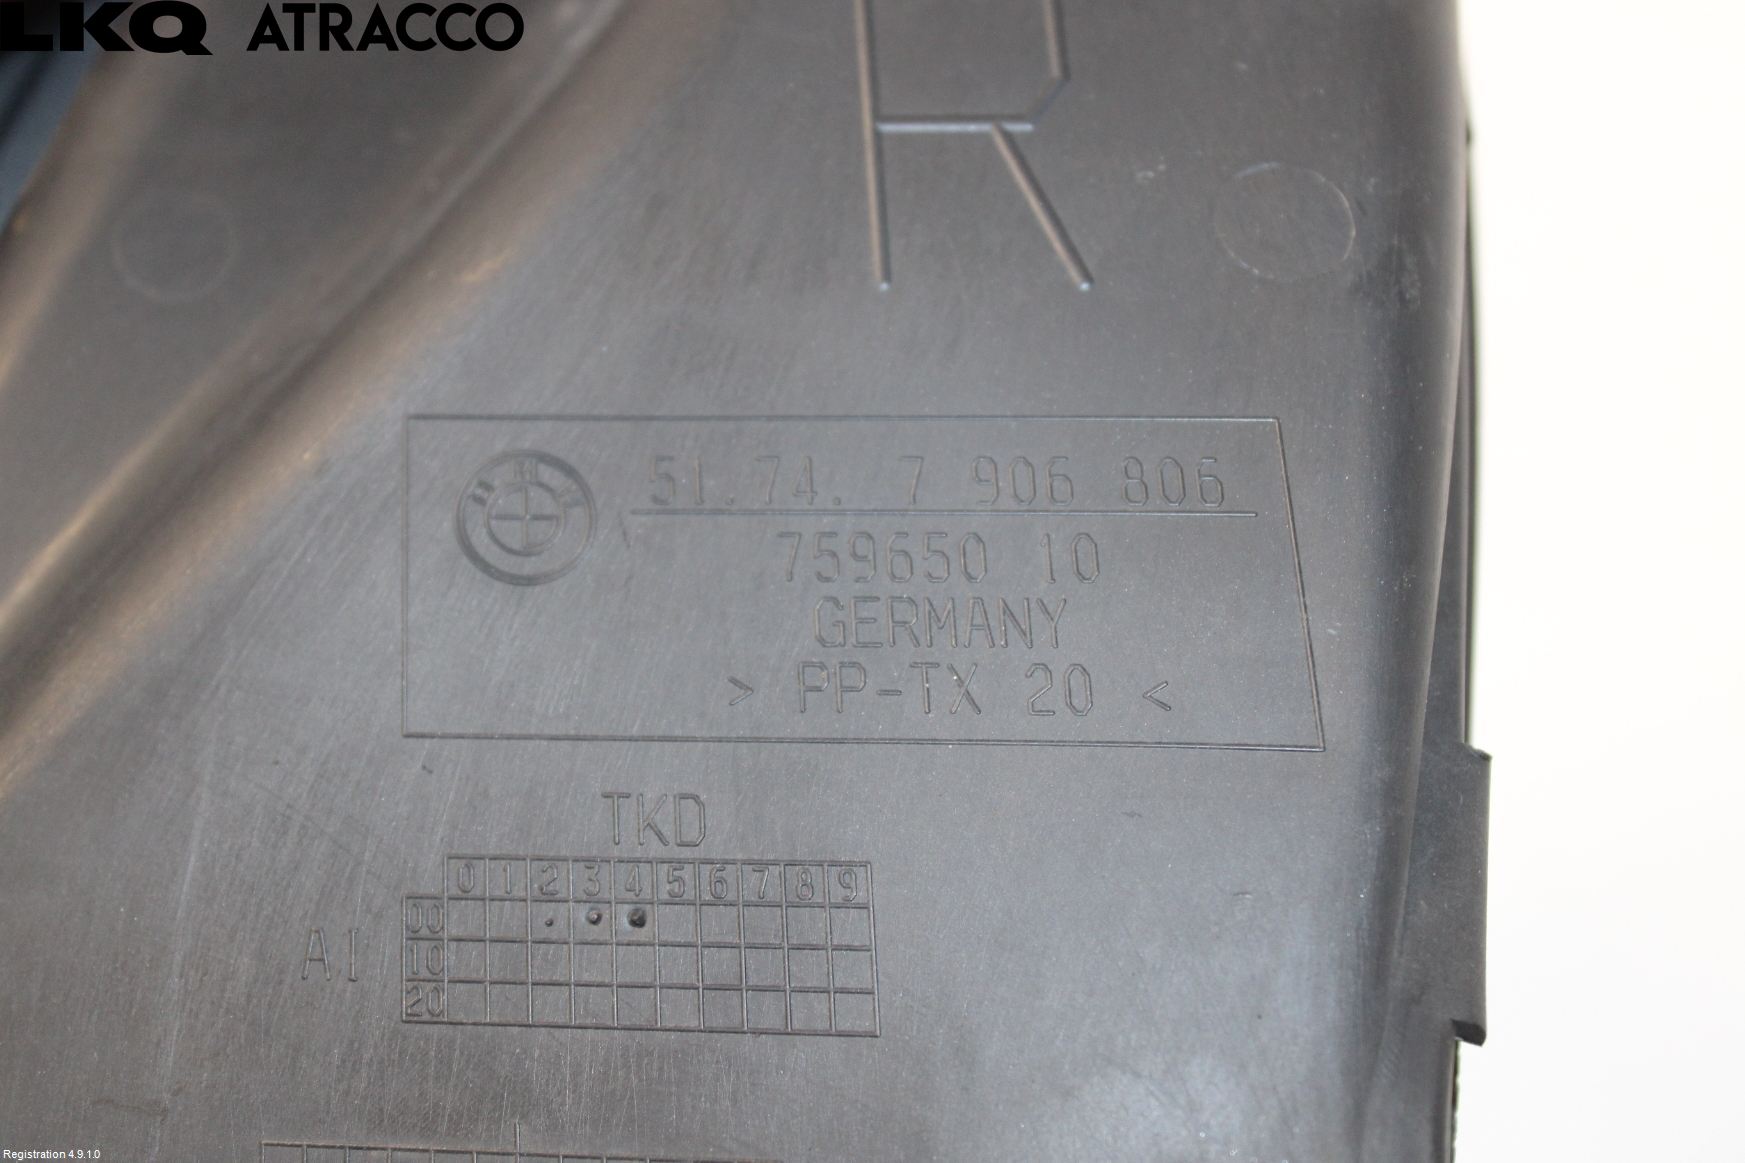 LKQ ATRACCO
R
BMW 51.74. 7 906 806
759650 10
GERMANY
> PP-TX 20 <
TKD
0 1 2 3 4 5 6 7 8 9
00
AI 10
20
Registration 4.9.1.0